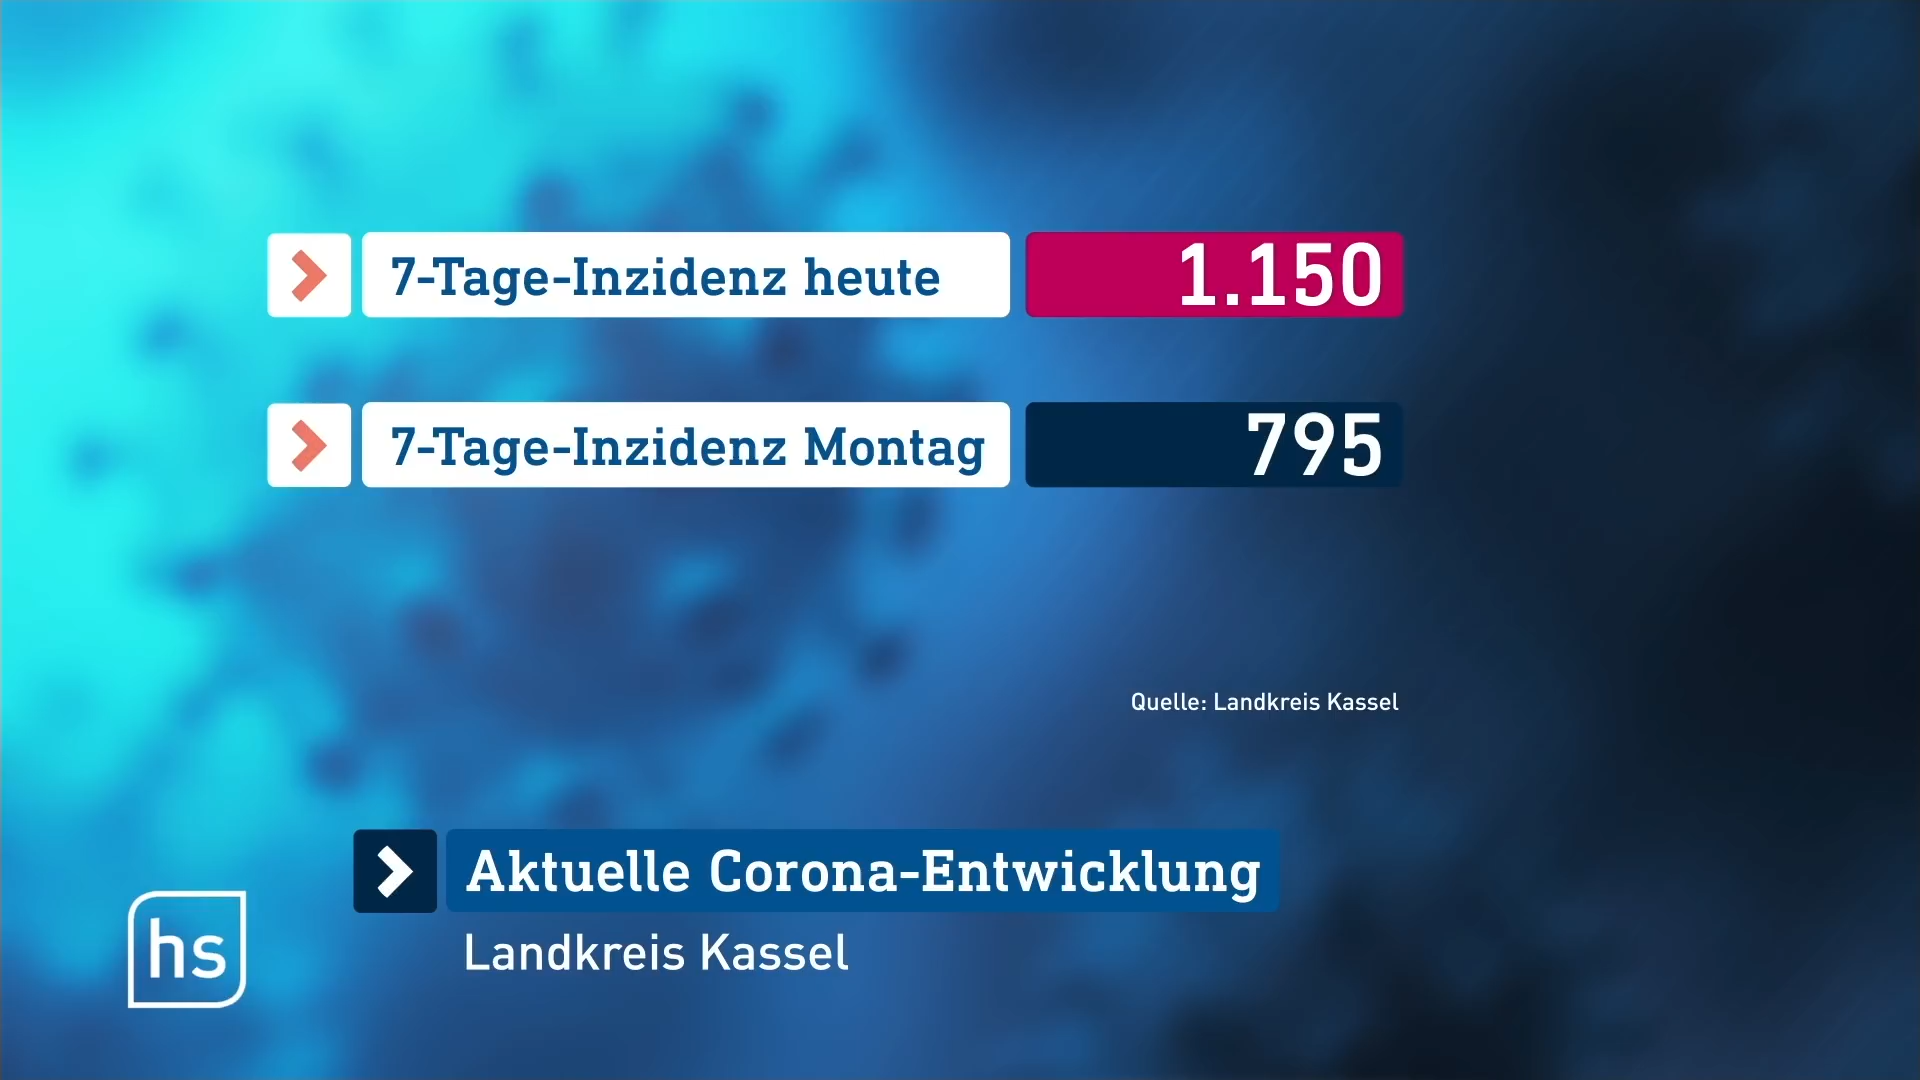 7-Tage-Inzidenz heute 1.150
7-Tage-Inzidenz Montag 795
Quelle: Landkreis Kassel
Aktuelle Corona-Entwicklung
Landkreis Kassel
hs